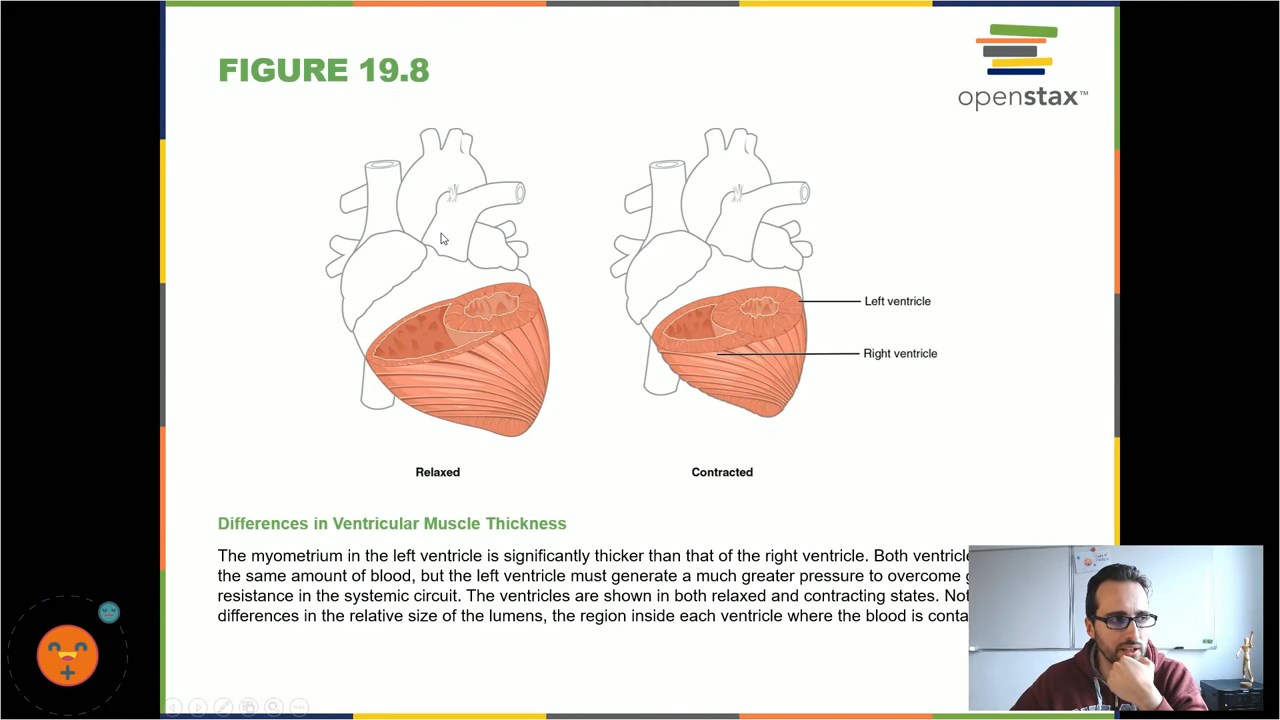 FIGURE 19.8
openstax™
Left ventricle
Right ventricle
Relaxed
Contracted
Differences in Ventricular Muscle Thickness
The myometrium in the left ventricle is significantly thicker than that of the right ventricle. Both
the same amount of blood, but the left ventricle must generate a much greater pressure to overcome
resistance in the systemic circuit. The ventricles are shown in both relaxed and contracting states.
differences in the relative size of the lumens, the region inside each ventricle where the blood is